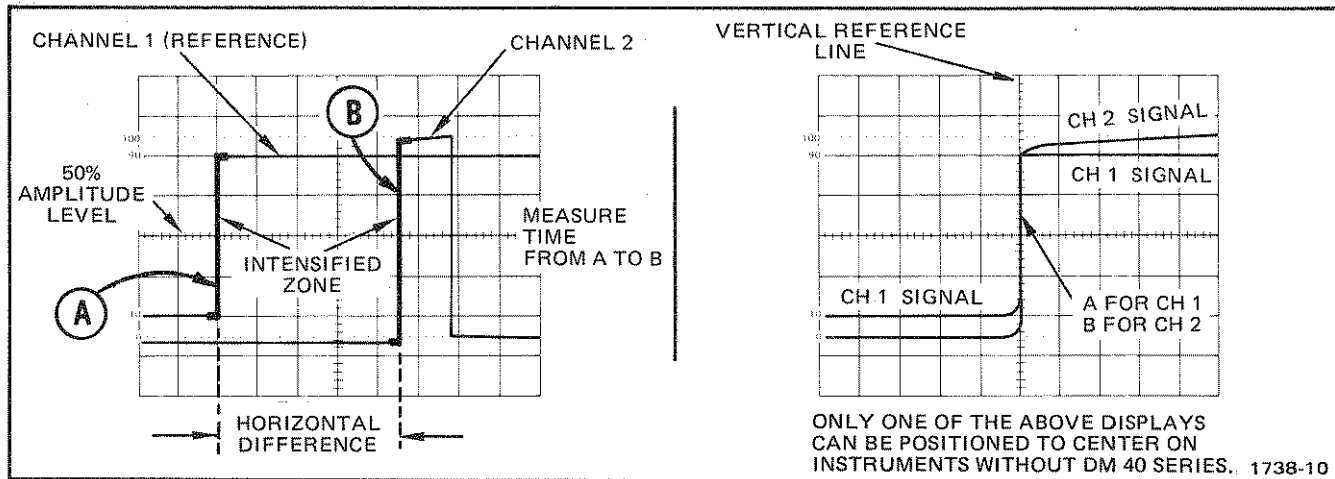 CHANNEL 1 (REFERENCE)
CHANNEL 2
B
100
90
50%
AMPLITUDE
LEVEL
INTENSIFIED
ZONE
MEASURE
TIME
FROM A TO B
A
10
0
HORIZONTAL
DIFFERENCE
VERTICAL REFERENCE
LINE
100
90
CH 2 SIGNAL
CH 1 SIGNAL
CH 1 SIGNAL
A FOR CH 1
B FOR CH 2
10
0
ONLY ONE OF THE ABOVE DISPLAYS
CAN BE POSITIONED TO CENTER ON
INSTRUMENTS WITHOUT DM 40 SERIES. 1738-10